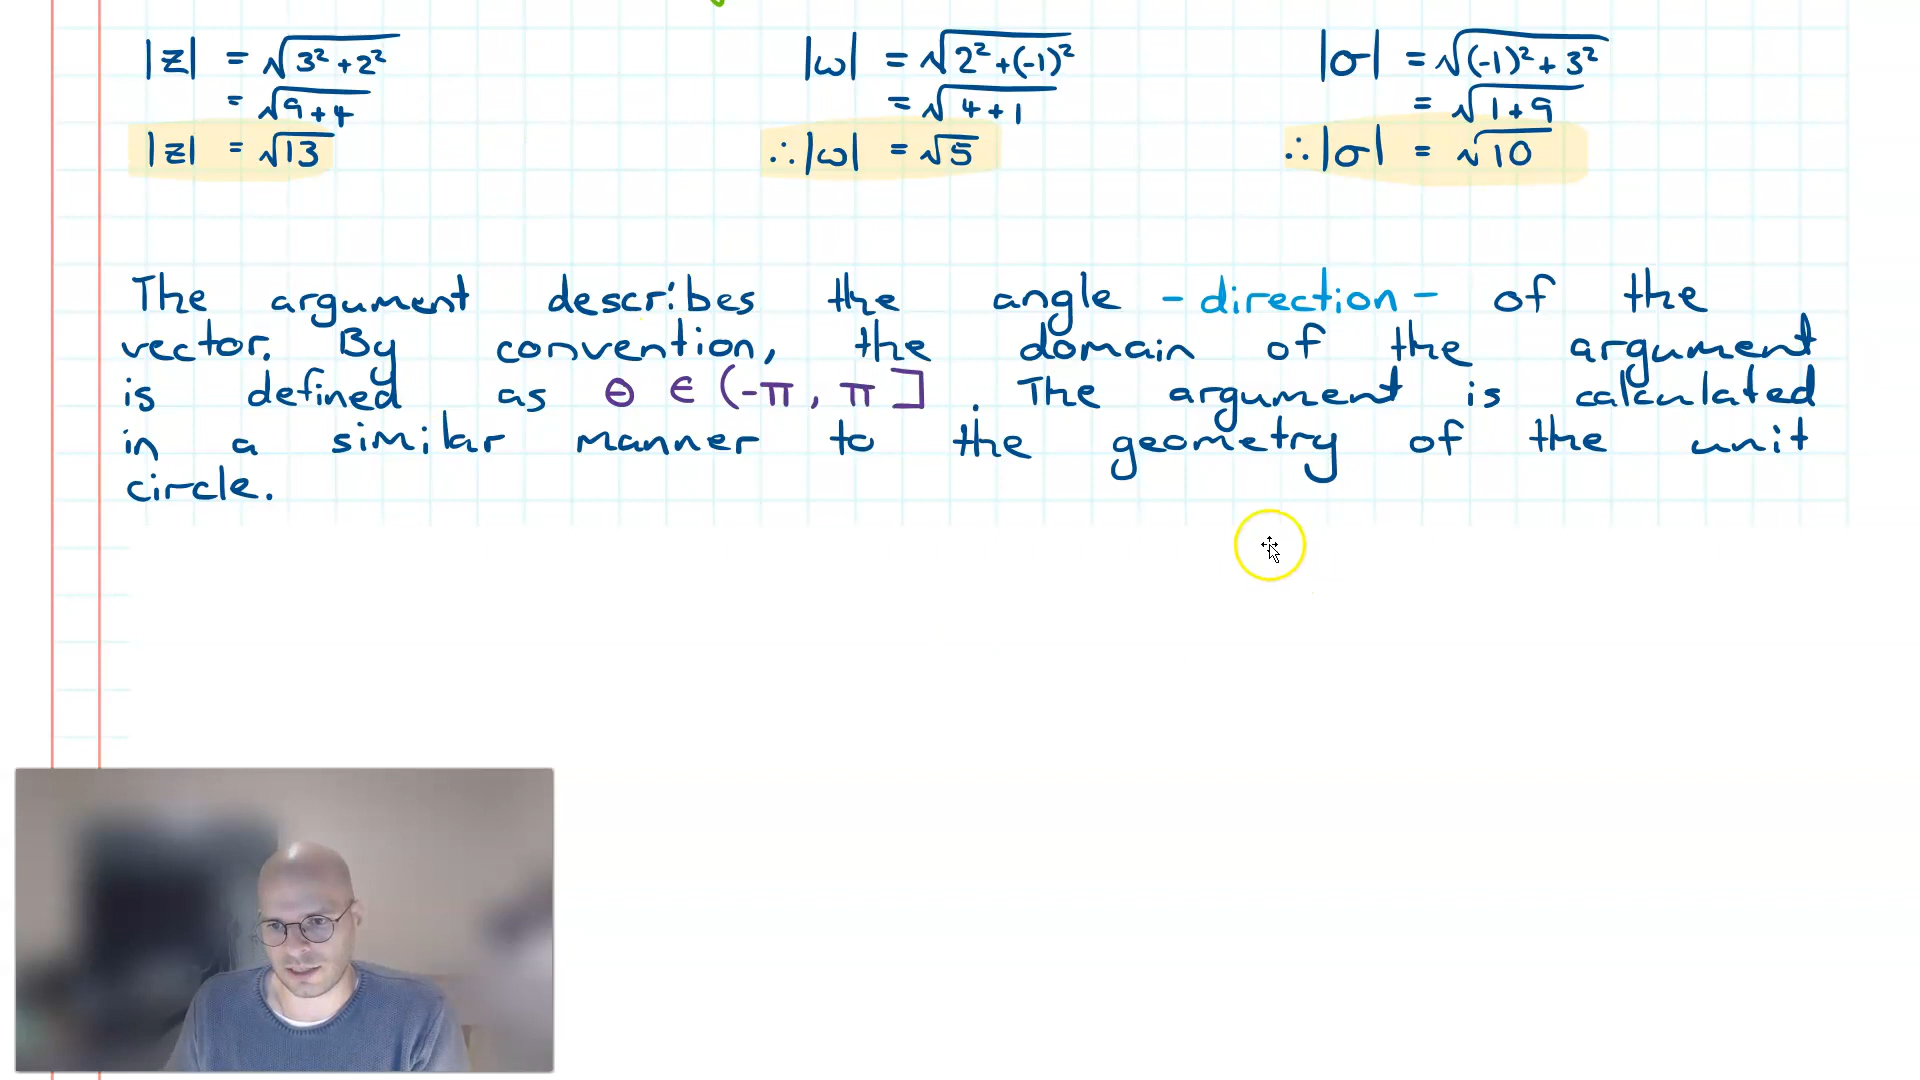 |z| = √3²+2²
= √9+4
|z| = √13
|ω| = √2²+(-1)²
= √4+1
∴|ω| = √5
|σ| = √(-1)²+3²
= √1+9
∴|σ| = √10
The argument describes the angle - direction - of the
vector. By convention, the domain of the argument
is defined as θ ∈ (-π, π]. The argument is calculated
in a similar manner to the geometry of the unit
circle.